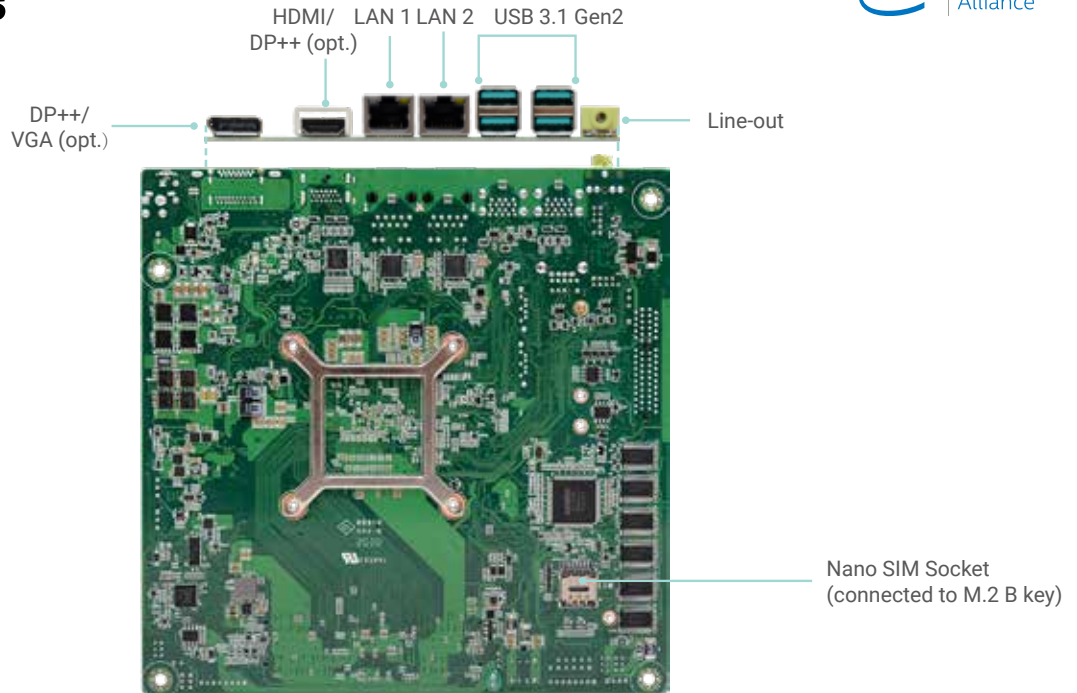 Alliance
HDMI/
DP++ (opt.)
LAN 1
LAN 2
USB 3.1 Gen2
DP++/
VGA (opt.)
Line-out
Nano SIM Socket
(connected to M.2 B key)